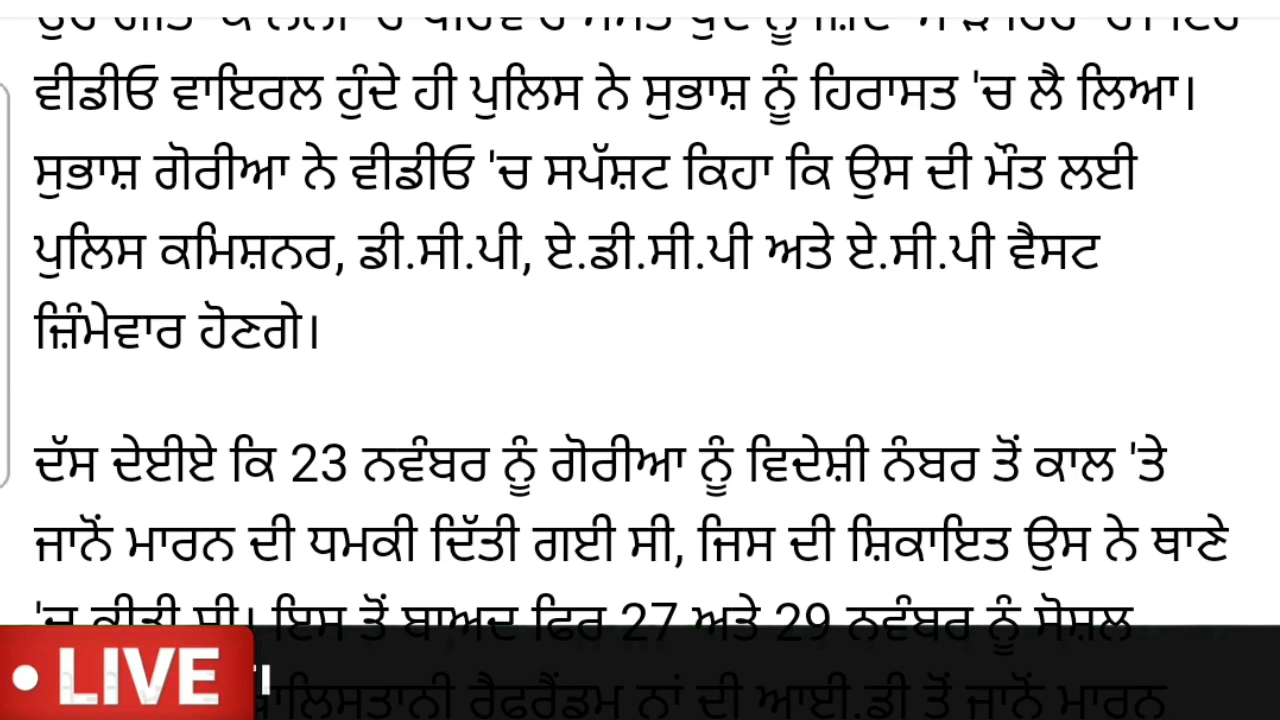 ਵੀਡੀਓ ਵਾਇਰਲ ਹੁੰਦੇ ਹੀ ਪੁਲਿਸ ਨੇ ਸੁਭਾਸ਼ ਨੂੰ ਹਿਰਾਸਤ 'ਚ ਲੈ ਲਿਆ।
ਸੁਭਾਸ਼ ਗੋਰੀਆ ਨੇ ਵੀਡੀਓ 'ਚ ਸਪੱਸ਼ਟ ਕਿਹਾ ਕਿ ਉਸ ਦੀ ਮੌਤ ਲਈ
ਪੁਲਿਸ ਕਮਿਸ਼ਨਰ, ਡੀ.ਸੀ.ਪੀ, ਏ.ਡੀ.ਸੀ.ਪੀ ਅਤੇ ਏ.ਸੀ.ਪੀ ਵੈਸਟ
ਜ਼ਿੰਮੇਵਾਰ ਹੋਣਗੇ।
ਦੱਸ ਦੇਈਏ ਕਿ 23 ਨਵੰਬਰ ਨੂੰ ਗੋਰੀਆ ਨੂੰ ਵਿਦੇਸ਼ੀ ਨੰਬਰ ਤੋਂ ਕਾਲ 'ਤੇ
ਜਾਨੋਂ ਮਾਰਨ ਦੀ ਧਮਕੀ ਦਿੱਤੀ ਗਈ ਸੀ, ਜਿਸ ਦੀ ਸ਼ਿਕਾਇਤ ਉਸ ਨੇ ਥਾਣੇ
'ਚ ਕੀਤੀ ਸੀ। ਇਸ ਤੋਂ ਬਾਅਦ ਫਿਰ 27 ਅਤੇ 29 ਨਵੰਬਰ ਨੂੰ ਸੋਸ਼ਲ
ਰੈਫਰੈਂਡਮ ਨਾਂ ਦੀ ਆਈ.ਡੀ ਤੋਂ ਜਾਨੋਂ ਮਾਰਨ
LIVE